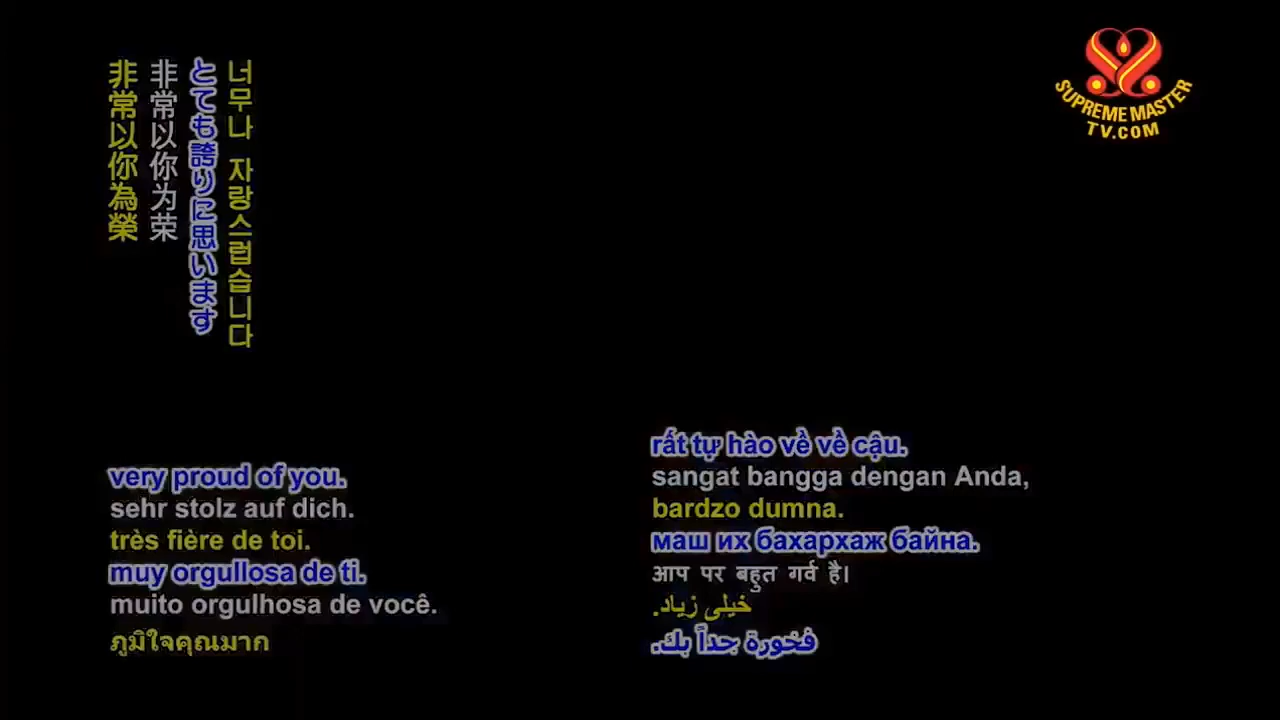 非常以你為榮
非常以你为荣
とても誇りに思います
너무나 자랑스럽습니다
SUPREME MASTER
TV.COM
very proud of you.
sehr stolz auf dich.
très fière de toi.
muy orgullosa de ti.
muito orgulhosa de você.
ภูมิใจคุณมาก
rất tự hào về về cậu.
sangat bangga dengan Anda,
bardzo dumna.
маш их бахархаж байна.
आप पर बहुत गर्व है।
خیلی زیاد.
فخورة جداً بك.